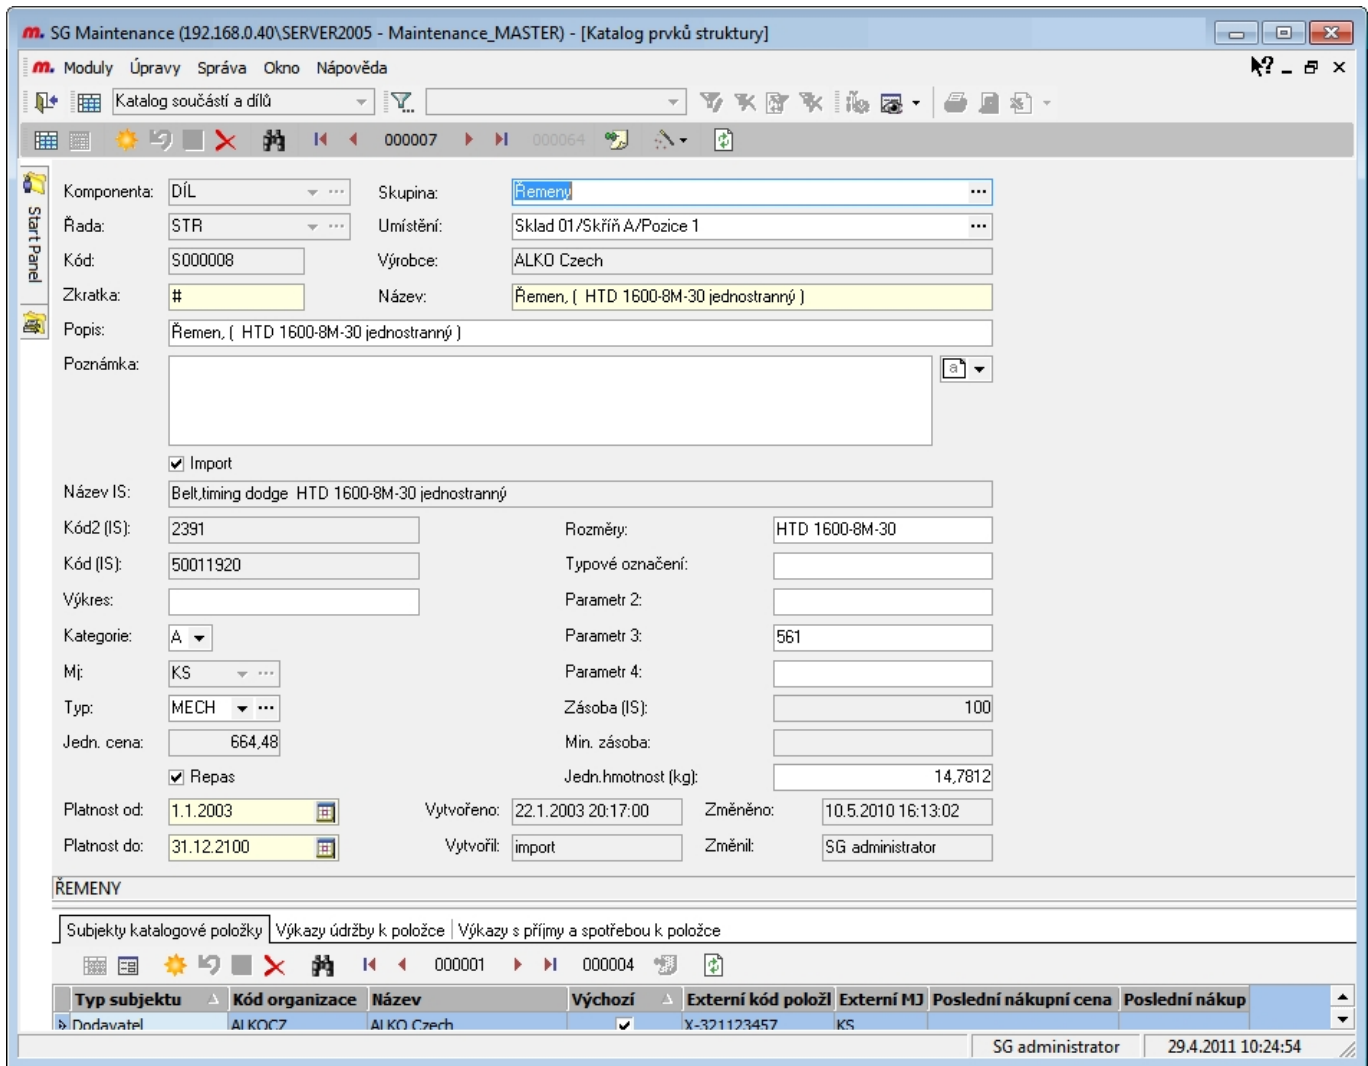 m. SG Maintenance (192.168.0.40\SERVER2005 - Maintenance_MASTER) - [Katalog prvků struktury]
m. Moduly Úpravy Správa Okno Nápověda
Katalog součástí a dílů
000007 000064
Start Panel
Komponenta: DÍL Skupina: Řemeny
Řada: STR Umístění: Sklad 01/Skříň A/Pozice 1
Kód: S000008 Výrobce: ALKO Czech
Zkratka: # Název: Řemen, ( HTD 1600-8M-30 jednostranný )
Popis: Řemen, ( HTD 1600-8M-30 jednostranný )
Poznámka: a
Import
Název IS: Belt,timing dodge HTD 1600-8M-30 jednostranný
Kód2 (IS): 2391 Rozměry: HTD 1600-8M-30
Kód (IS): 50011920 Typové označení:
Výkres: Parametr 2:
Kategorie: A Parametr 3: 561
Mj: KS Parametr 4:
Typ: MECH Zásoba (IS): 100
Jedn. cena: 664,48 Min. zásoba:
Repas Jedn.hmotnost (kg): 14,7812
Platnost od: 1.1.2003 Vytvořeno: 22.1.2003 20:17:00 Změněno: 10.5.2010 16:13:02
Platnost do: 31.12.2100 Vytvořil: import Změnil: SG administrator
ŘEMENY
Subjekty katalogové položky Výkazy údržby k položce Výkazy s příjmy a spotřebou k položce
000001 000004
Typ subjektu Kód organizace Název Výchozí Externí kód položl Externí MJ Poslední nákupní cena Poslední nákup
Dodavatel ALKOCZ ALKO Czech X-321123457 KS
SG administrator 29.4.2011 10:24:54